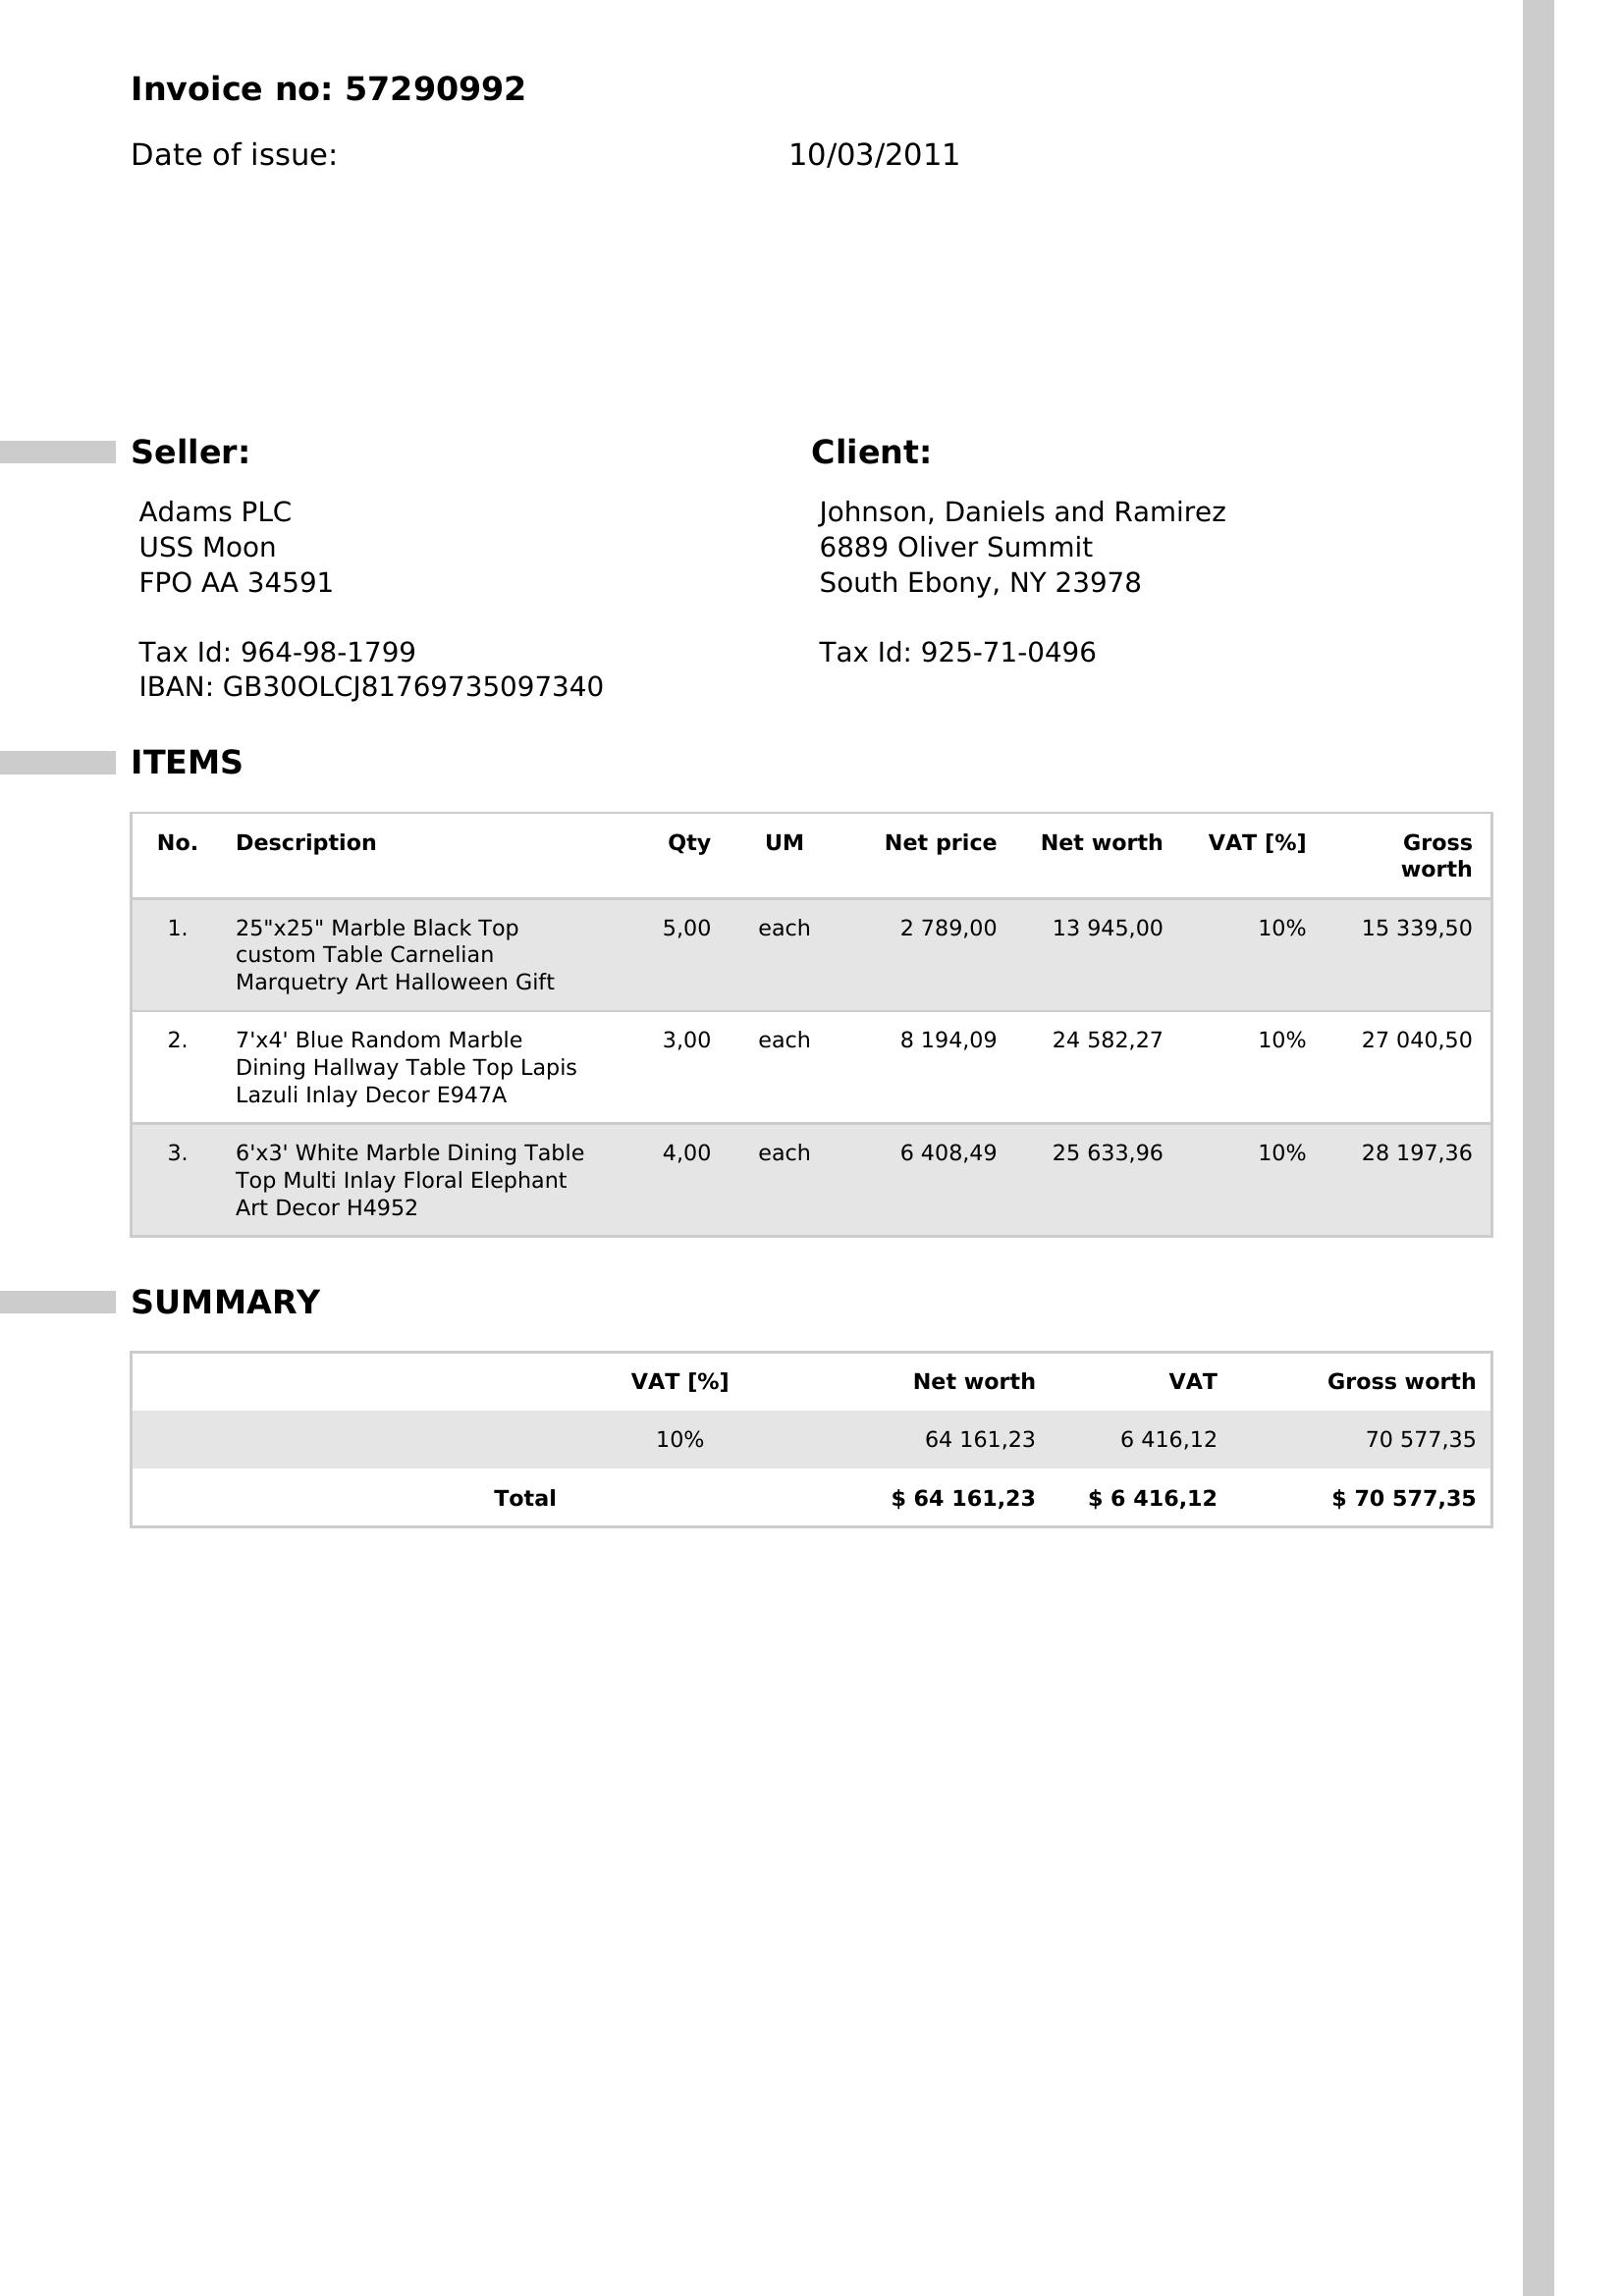 Invoice no: 57290992
Date of issue: 10/03/2011
Seller: Client:
Adams PLC Johnson, Daniels and Ramirez
USS Moon 6889 Oliver Summit
FPO AA 34591 South Ebony, NY 23978
Tax Id: 964-98-1799 Tax Id: 925-71-0496
IBAN: GB30OLCJ81769735097340
ITEMS
No. Description Qty UM Net price Net worth VAT [%] Gross
worth
1. 25"x25" Marble Black Top 5,00 each 2 789,00 13 945,00 10% 15 339,50
custom Table Carnelian
Marquetry Art Halloween Gift
2. 7'x4' Blue Random Marble 3,00 each 8 194,09 24 582,27 10% 27 040,50
Dining Hallway Table Top Lapis
Lazuli Inlay Decor E947A
3. 6'x3' White Marble Dining Table 4,00 each 6 408,49 25 633,96 10% 28 197,36
Top Multi Inlay Floral Elephant
Art Decor H4952
SUMMARY
VAT [%] Net worth VAT Gross worth
10% 64 161,23 6 416,12 70 577,35
Total $ 64 161,23 $ 6 416,12 $ 70 577,35